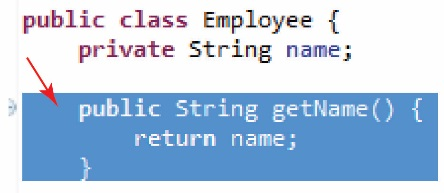 public class Employee {
private String name;
public String getName() {
return name;
}